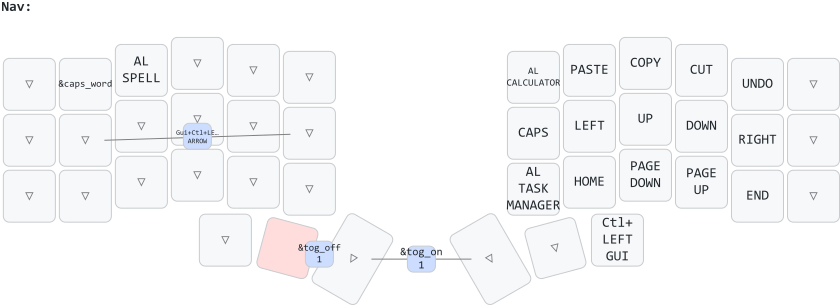 Nav:
&caps_word
AL
SPELL
AL
CALCULATOR
PASTE
COPY
CUT
UNDO
Gui+Ctl+LE…
ARROW
CAPS
LEFT
UP
DOWN
RIGHT
AL
TASK
MANAGER
HOME
PAGE
DOWN
PAGE
UP
END
&tog_off
1
&tog_on
1
Ctl+
LEFT
GUI